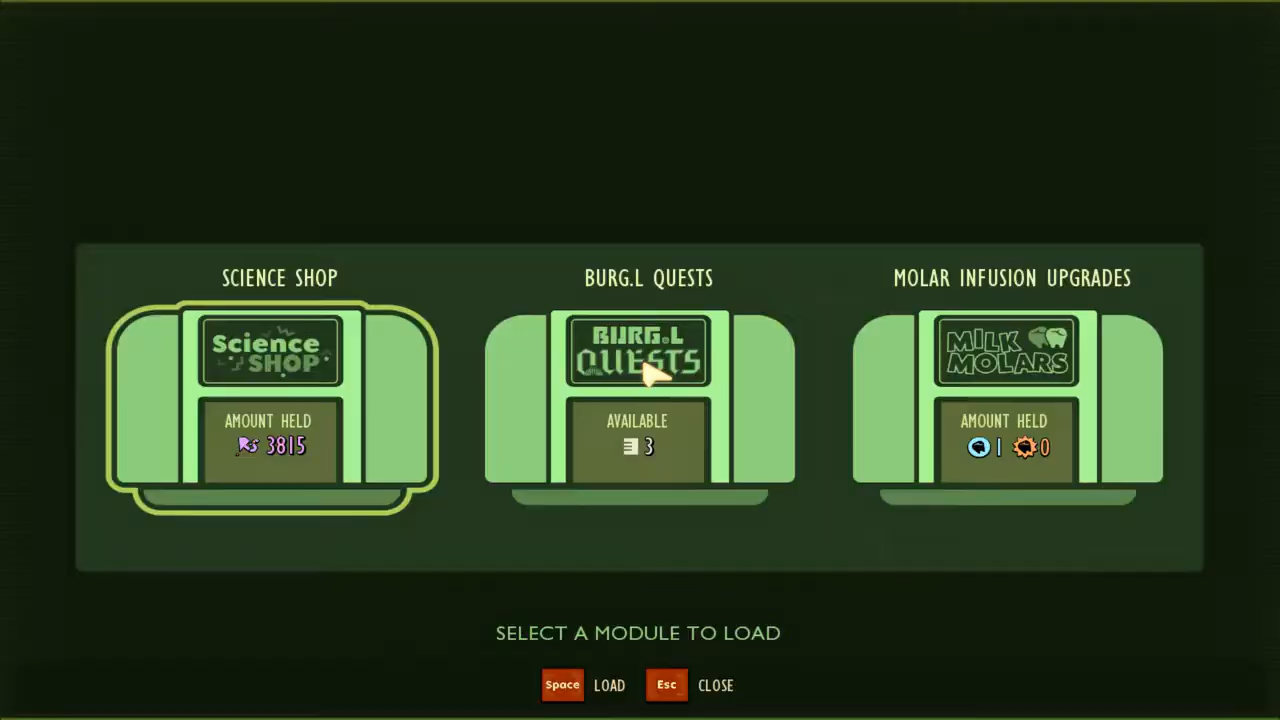 SCIENCE SHOP
BURG.L QUESTS
MOLAR INFUSION UPGRADES
Science
SHOP
BURG.L
QUESTS
MILK
MOLARS
AMOUNT HELD
3815
AVAILABLE
3
AMOUNT HELD
1 0
SELECT A MODULE TO LOAD
Space LOAD Esc CLOSE